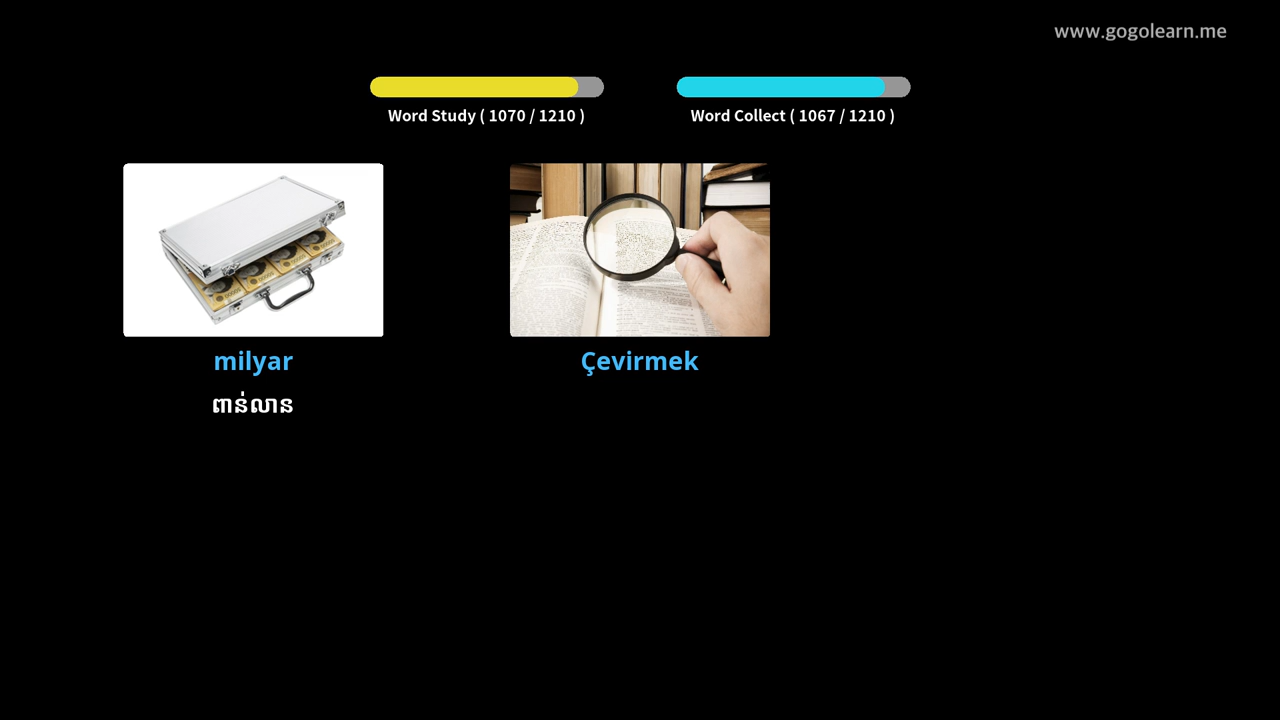 www.gogolearn.me
Word Study ( 1070 / 1210 )
Word Collect ( 1067 / 1210 )
milyar
Çevirmek
ពាន់លាន